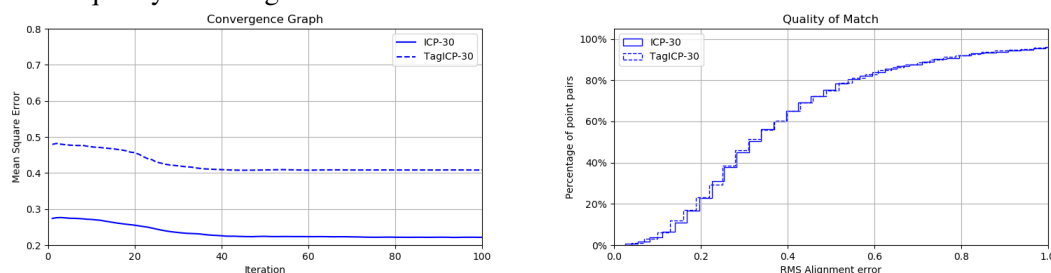 Convergence Graph
Mean Square Error
0.8
0.7
0.6
0.5
0.4
0.3
0.2
0
20
40
60
80
100
Iteration
ICP-30
TagICP-30
Quality of Match
Percentage of point pairs
100%
80%
60%
40%
20%
0%
0.0
0.2
0.4
0.6
0.8
1.0
RMS Alignment error
ICP-30
TagICP-30